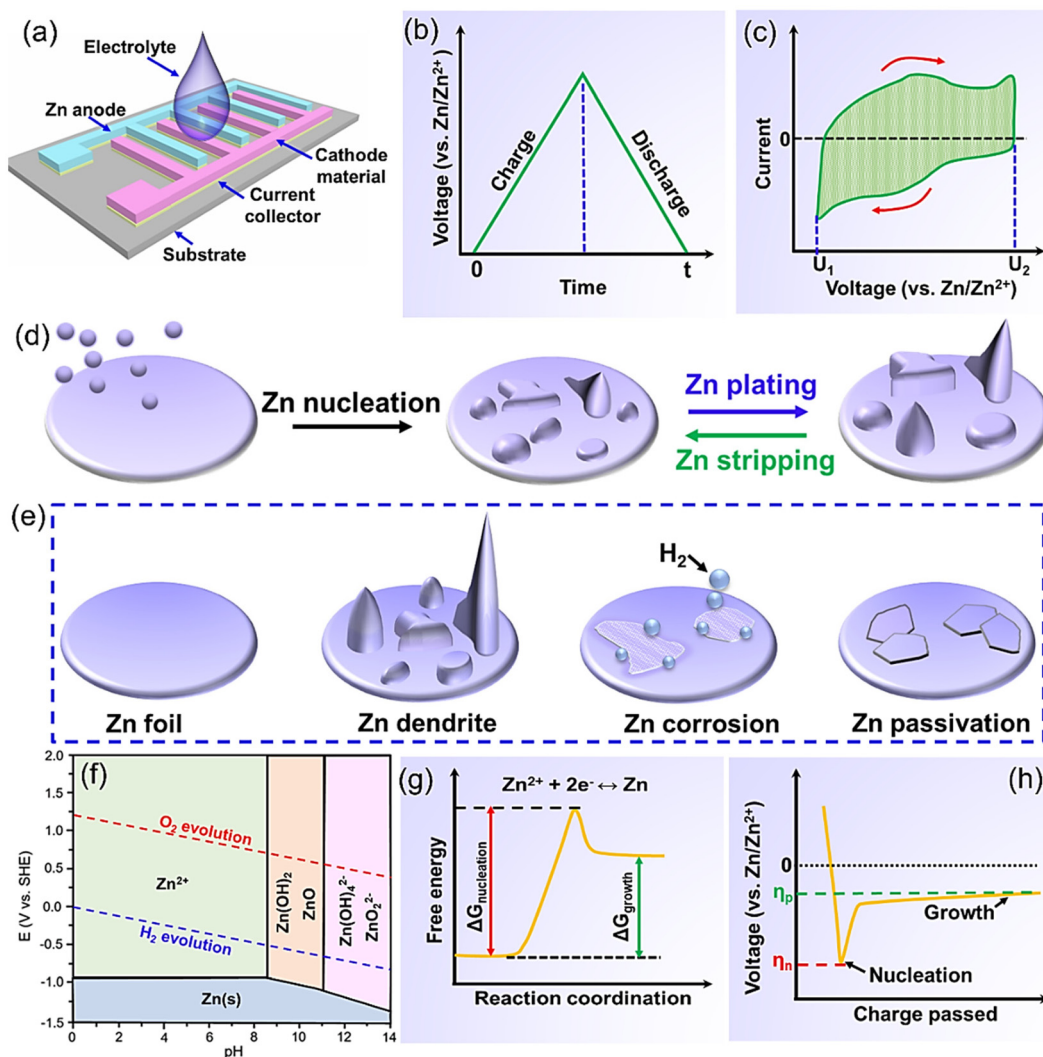 (a)
Electrolyte
Zn anode
Cathode
material
Current
collector
Substrate
(b)
Voltage (vs. Zn/Zn²⁺)
Charge
Discharge
0
t
Time
(c)
Current
0
U₁
U₂
Voltage (vs. Zn/Zn²⁺)
(d)
Zn nucleation
Zn plating
Zn stripping
(e)
H₂
Zn foil
Zn dendrite
Zn corrosion
Zn passivation
(f)
E (V vs. SHE)
2.0
1.5
1.0
0.5
0.0
-0.5
-1.0
-1.5
O₂ evolution
Zn²⁺
H₂ evolution
Zn(OH)₂
ZnO
Zn(OH)₄²⁻
ZnO₂²⁻
Zn(s)
0 2 4 6 8 10 12 14
pH
(g)
Zn²⁺ + 2e⁻ ↔ Zn
Free energy
ΔGnucleation
ΔGgrowth
Reaction coordination
(h)
Voltage (vs. Zn/Zn²⁺)
0
ηp
Growth
ηn
Nucleation
Charge passed